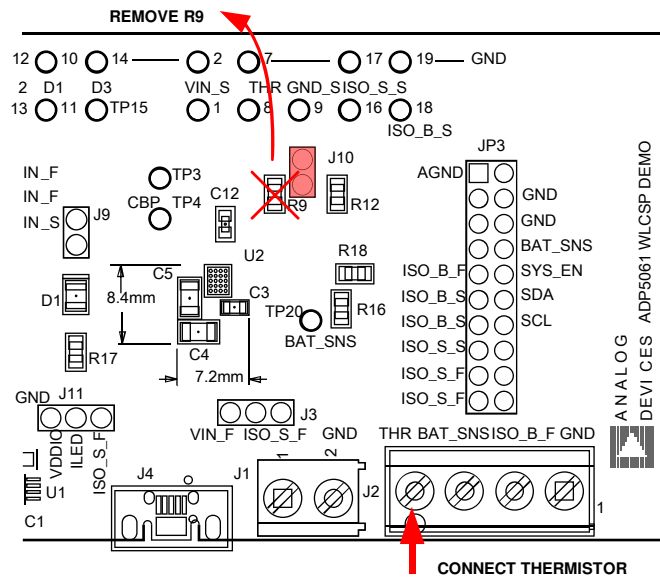 REMOVE R9
12 10 14 2 7 17 19 GND
2 D1 D3 VIN_S THR GND_S ISO_S_S
13 11 TP15 1 8 9 16 18
ISO_B_S
JP3
J10
IN_F TP3 AGND
IN_F C12 GND
CBP TP4 R9 R12
IN_S J9 GND
U2 R18 BAT_SNS
C5 ISO_B_F SYS_EN
D1 8.4mm C3 ISO_B_S SDA
TP20 R16
ISO_B_S SCL
BAT_SNS
R17 C4 ISO_S_S
7.2mm ISO_S_F
GND J11 ISO_S_F
J3
VIN_F ISO_S_F GND THR BAT_SNS ISO_B_F GND
VDDIO
ILED
ISO_S_F
J4 J1 1 2 J2
U1
C1 1
ANALOG
DEVI CES ADP5061 WLCSP DEMO
CONNECT THERMISTOR